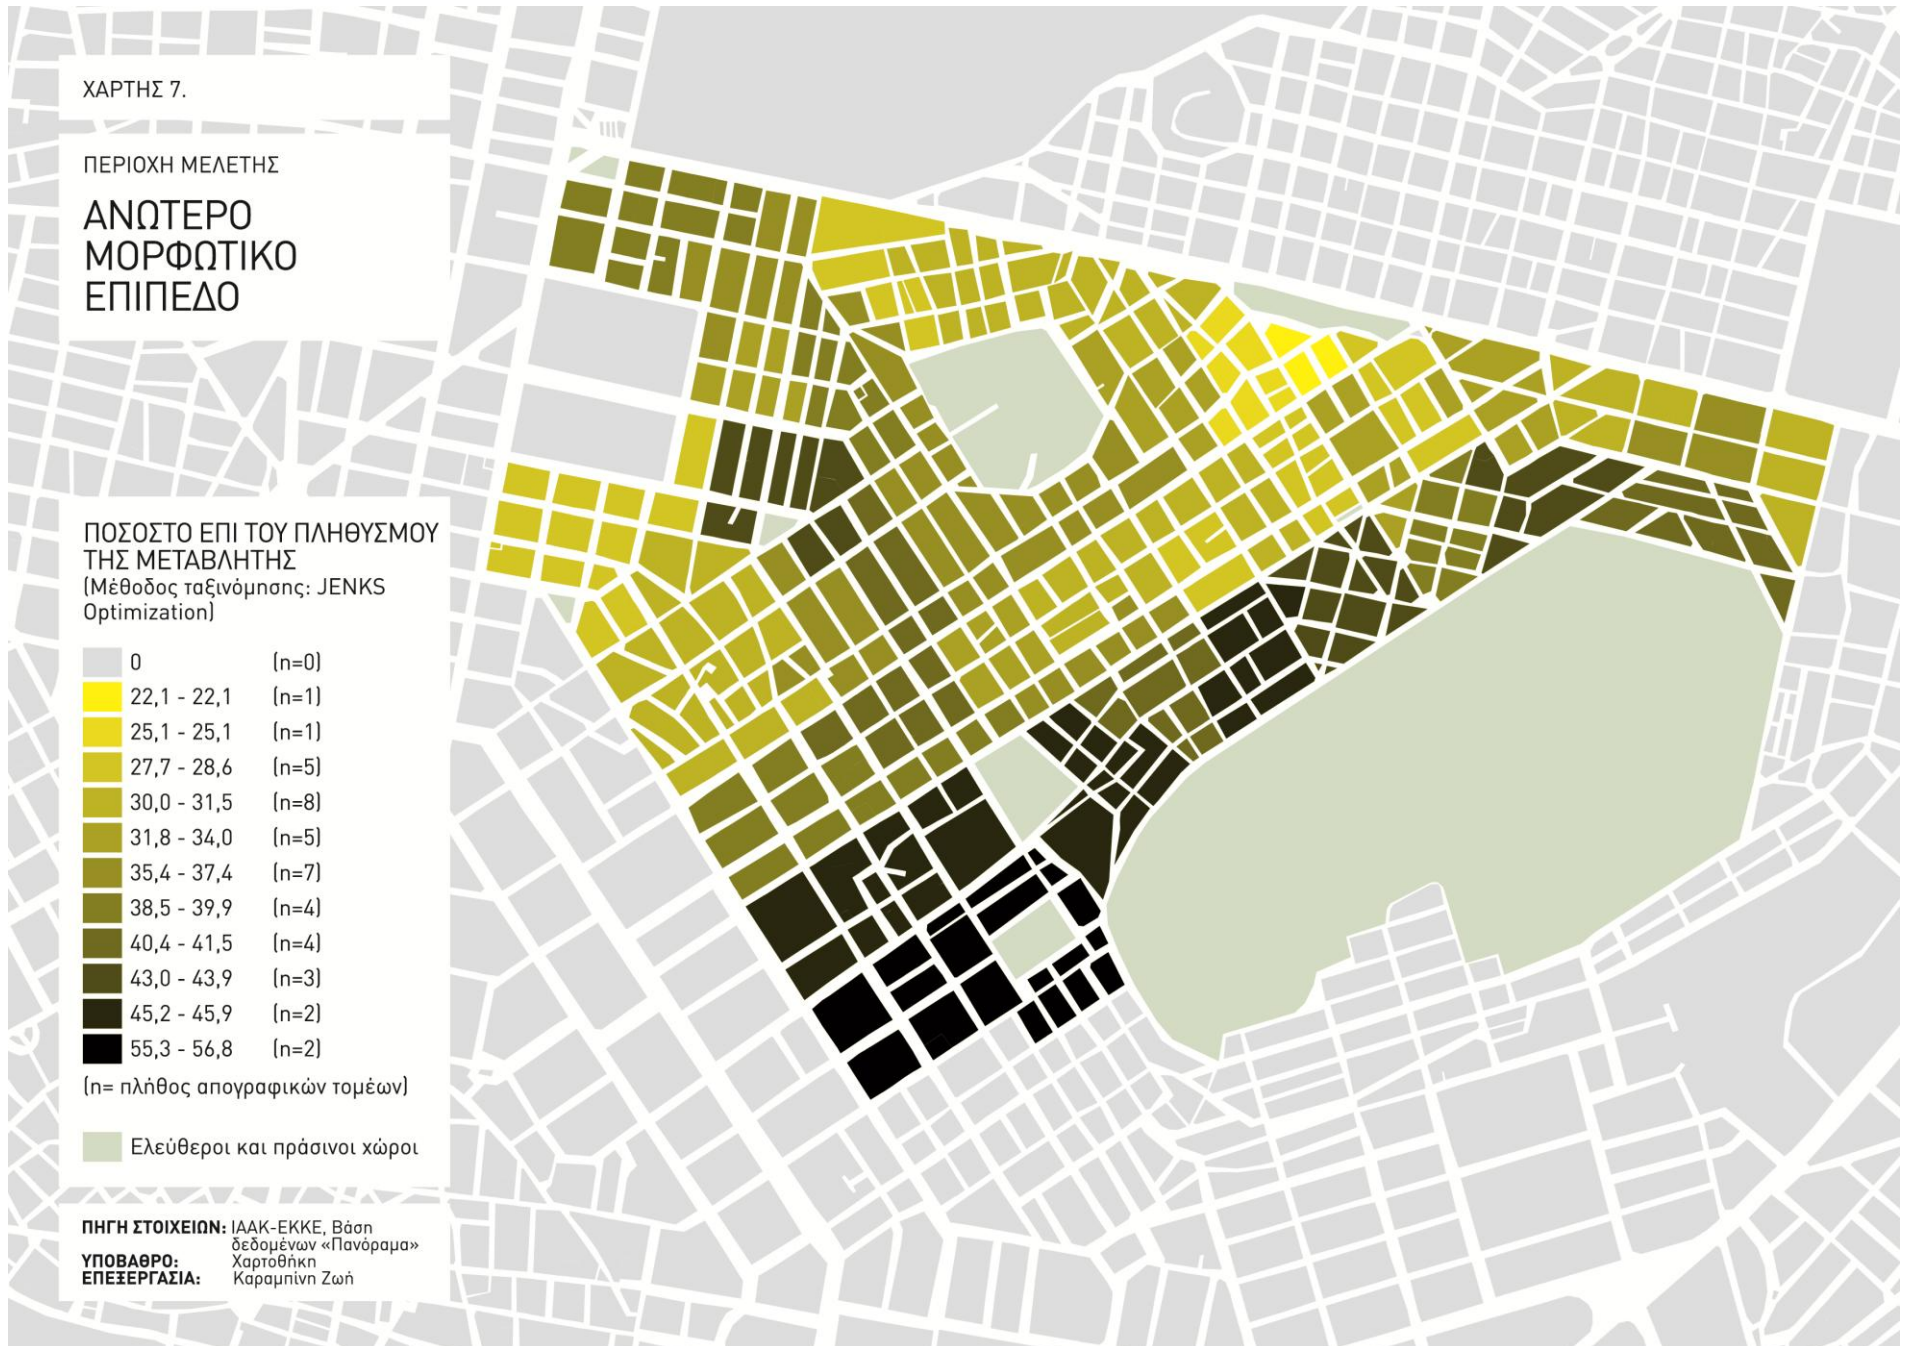 ΧΑΡΤΗΣ 7.
ΠΕΡΙΟΧΗ ΜΕΛΕΤΗΣ
ΑΝΩΤΕΡΟ
ΜΟΡΦΩΤΙΚΟ
ΕΠΙΠΕΔΟ
ΠΟΣΟΣΤΟ ΕΠΙ ΤΟΥ ΠΛΗΘΥΣΜΟΥ
ΤΗΣ ΜΕΤΑΒΛΗΤΗΣ
(Μέθοδος ταξινόμησης: JENKS
Optimization)
0 (n=0)
22,1 - 22,1 (n=1)
25,1 - 25,1 (n=1)
27,7 - 28,6 (n=5)
30,0 - 31,5 (n=8)
31,8 - 34,0 (n=5)
35,4 - 37,4 (n=7)
38,5 - 39,9 (n=4)
40,4 - 41,5 (n=4)
43,0 - 43,9 (n=3)
45,2 - 45,9 (n=2)
55,3 - 56,8 (n=2)
(n= πλήθος απογραφικών τομέων)
Ελεύθεροι και πράσινοι χώροι
ΠΗΓΗ ΣΤΟΙΧΕΙΩΝ: ΙΑΑΚ-ΕΚΚΕ, Βάση
δεδομένων «Πανόραμα»
ΥΠΟΒΑΘΡΟ: Χαρτοθήκη
ΕΠΕΞΕΡΓΑΣΙΑ: Καραμπίνη Ζωή